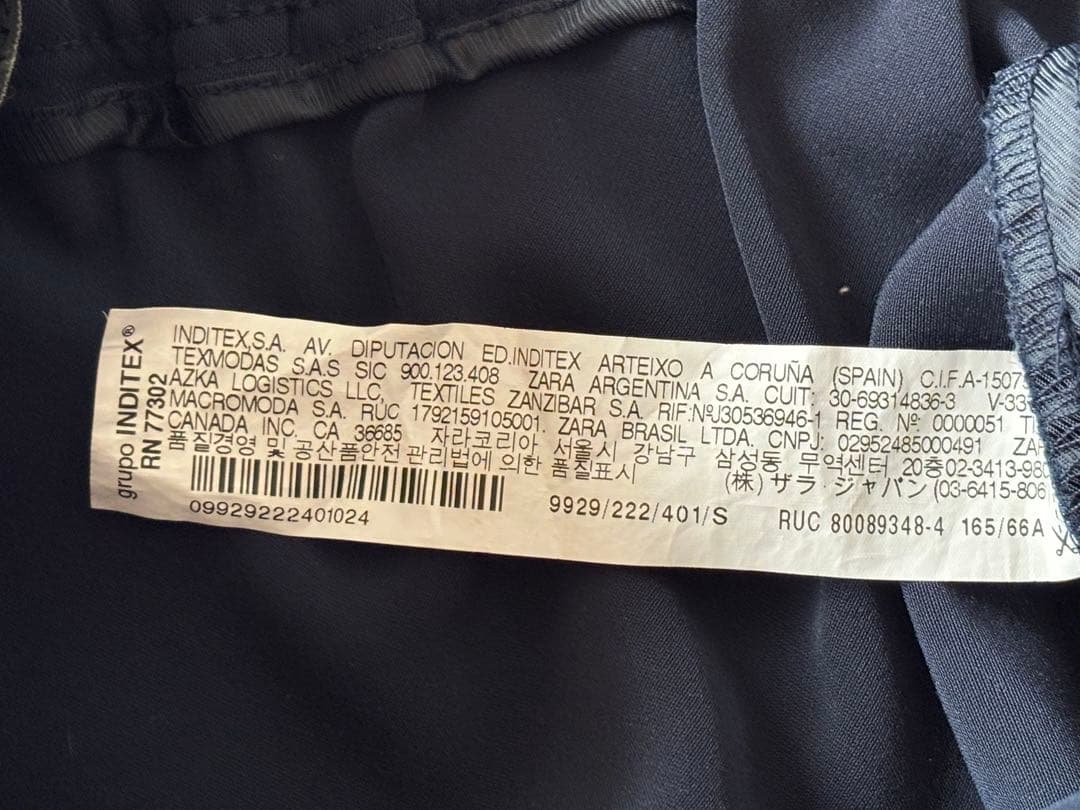 grupo INDITEX®
RN 77302
INDITEX,S.A. AV. DIPUTACION ED.INDITEX ARTEIXO A CORUÑA (SPAIN) C.I.F.A-1507
TEXMODAS S.A.S SIC 900.123.408 ZARA ARGENTINA S.A. CUIT: 30-69314836-3 V-33
AZKA LOGISTICS LLC, TEXTILES ZANZIBAR S.A. RIF:NºJ30536946-1 REG. Nº 0000051
MACROMODA S.A. RUC 1792159105001. ZARA BRASIL LTDA. CNPJ: 02952485000491 ZA
CANADA INC. CA 36685 자라코리아 서울시 강남구 삼성동 무역센터 20층02-3413-98
품질경영 및 공산품안전 관리법에 의한 품질표시 (株) ザラ・ジャパン (03-6415-806
09929222401024
9929/222/401/S RUC 80089348-4 165/66A